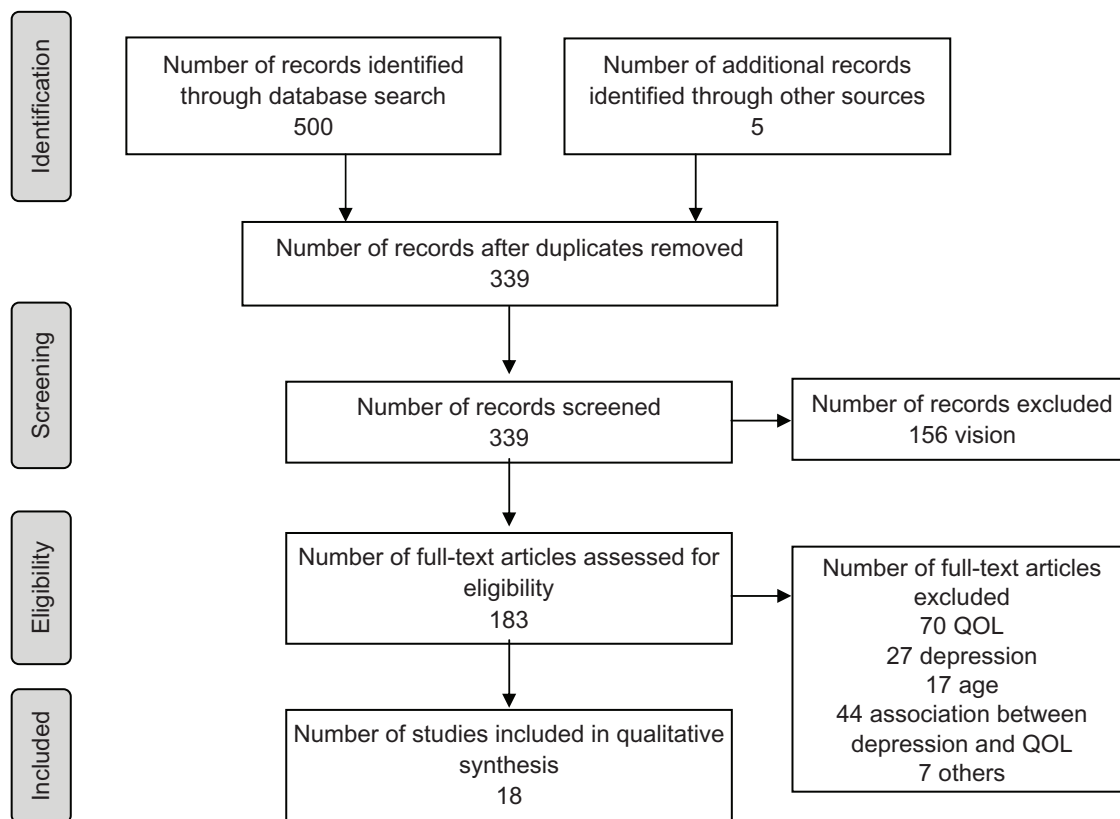 Identification
Number of records identified
through database search
500
Number of additional records
identified through other sources
5
Number of records after duplicates removed
339
Screening
Number of records screened
339
Number of records excluded
156 vision
Eligibility
Number of full-text articles assessed for
eligibility
183
Number of full-text articles
excluded
70 QOL
27 depression
17 age
44 association between
depression and QOL
7 others
Included
Number of studies included in qualitative
synthesis
18